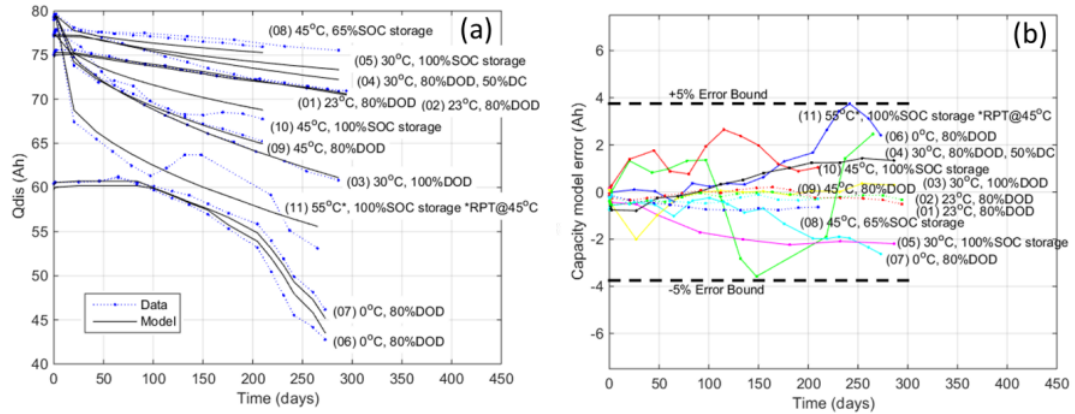 (a)
80
75
70
65
60
55
50
45
40
Qdis (Ah)
0
50
100
150
200
250
300
350
400
450
Time (days)
(08) 45°C, 65%SOC storage
(05) 30°C, 100%SOC storage
(04) 30°C, 80%DOD, 50%DC
(01) 23°C, 80%DOD (02) 23°C, 80%DOD
(10) 45°C, 100%SOC storage
(09) 45°C, 80%DOD
(03) 30°C, 100%DOD
(11) 55°C*, 100%SOC storage *RPT@45°C
(07) 0°C, 80%DOD
(06) 0°C, 80%DOD
Data
Model
(b)
6
4
2
0
-2
-4
-6
Capacity model error (Ah)
0
50
100
150
200
250
300
350
400
450
Time (days)
+5% Error Bound
(11) 55°C*, 100%SOC storage *RPT@45°C
(06) 0°C, 80%DOD
(04) 30°C, 80%DOD, 50%DC
(10) 45°C, 100%SOC storage
(09) 45°C, 80%DOD (03) 30°C, 100%DOD
(02) 23°C, 80%DOD
(01) 23°C, 80%DOD
(08) 45°C, 65%SOC storage
(05) 30°C, 100%SOC storage
(07) 0°C, 80%DOD
-5% Error Bound